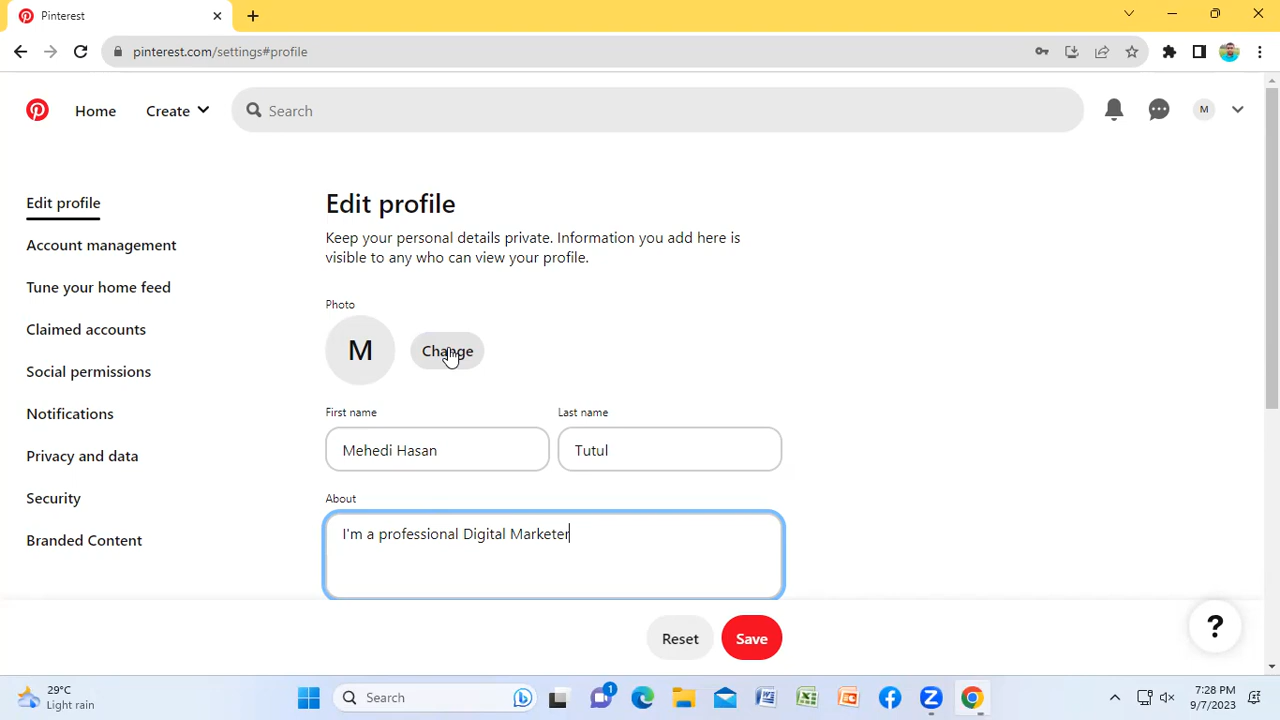 Pinterest
pinterest.com/settings#profile
Home
Create
Search
M
Edit profile
Account management
Tune your home feed
Claimed accounts
Social permissions
Notifications
Privacy and data
Security
Branded Content
Edit profile
Keep your personal details private. Information you add here is
visible to any who can view your profile.
Photo
M
Change
First name
Last name
Mehedi Hasan
Tutul
About
I'm a professional Digital Marketer
Reset
Save
?
29°C
Light rain
Search
1
7:28 PM
9/7/2023